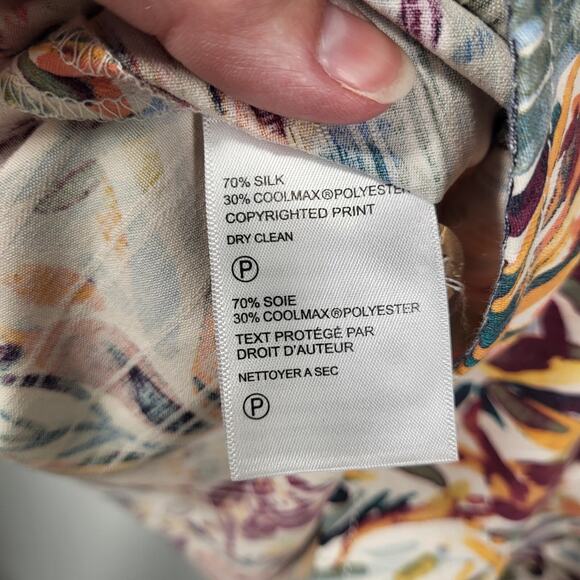 70% SILK
30% COOLMAX®POLYESTER
COPYRIGHTED PRINT
DRY CLEAN
P
70% SOIE
30% COOLMAX®POLYESTER
TEXT PROTÉGÉ PAR
DROIT D'AUTEUR
NETTOYER A SEC
P